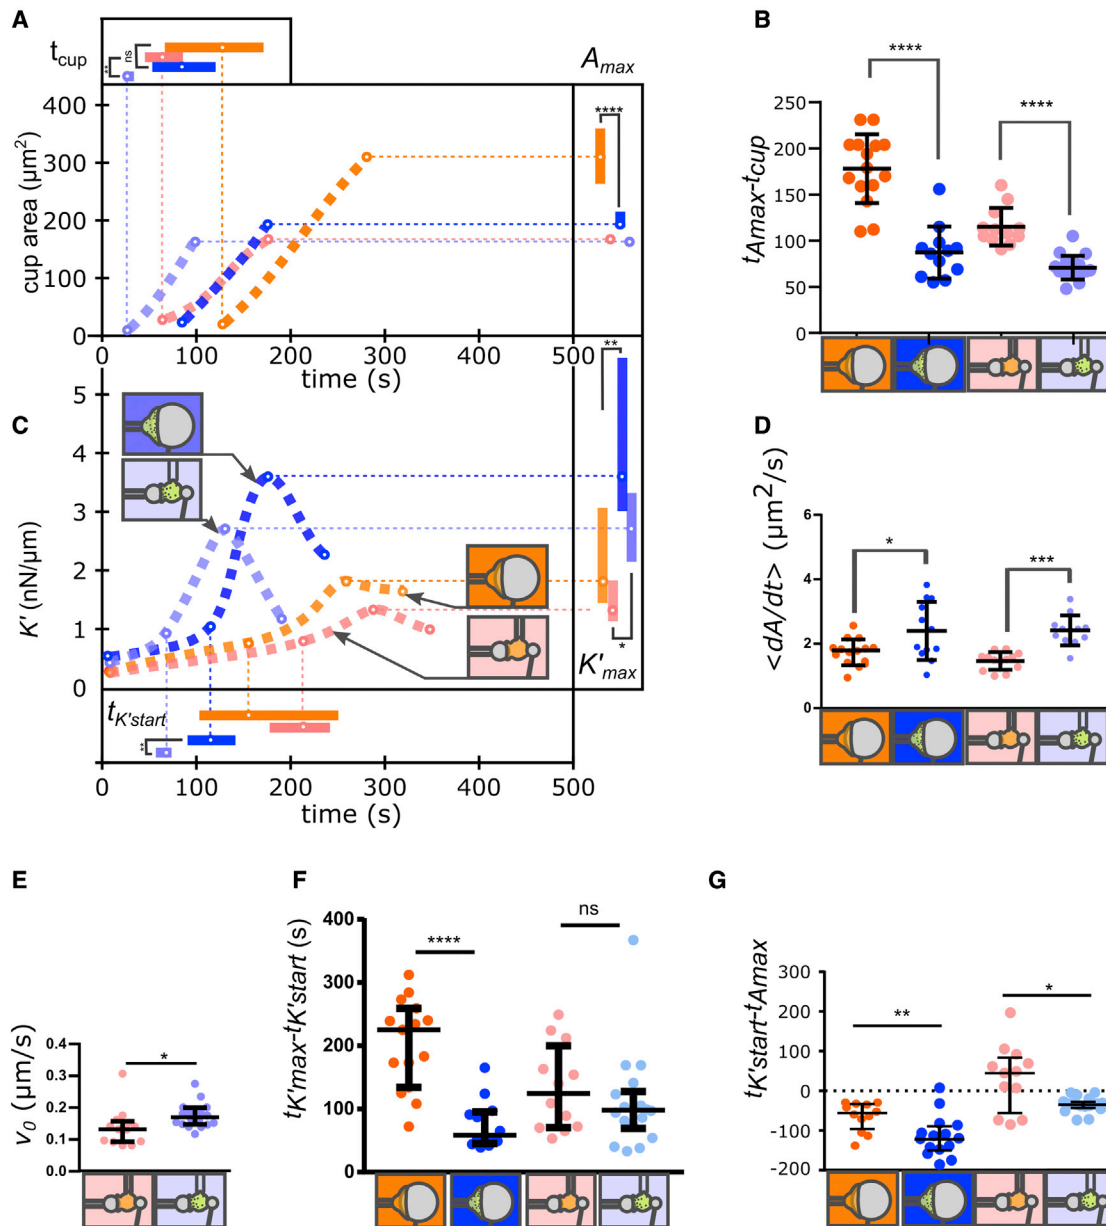 A
t_cup
ns
**
A_max
****
cup area (μm²)
400
300
200
100
0
0 100 200 300 400 500
time (s)
B
****
****
t_Amax-t_cup
250
200
150
100
50
0
C
**
K' (nN/μm)
5
4
3
2
1
0
*
K'_max
t_K'start
**
0 100 200 300 400 500
time (s)
D
*
***
<dA/dt> (μm²/s)
6
4
2
0
E
*
v_0 (μm/s)
0.4
0.3
0.2
0.1
0.0
F
ns
****
t_K'max-t_K'start (s)
400
300
200
100
0
G
*
**
t_K'start-t_Amax
300
200
100
0
-100
-200